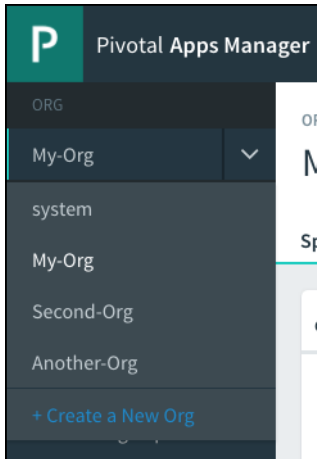 P
Pivotal Apps Manager
ORG
My-Org
system
My-Org
Second-Org
Another-Org
+ Create a New Org